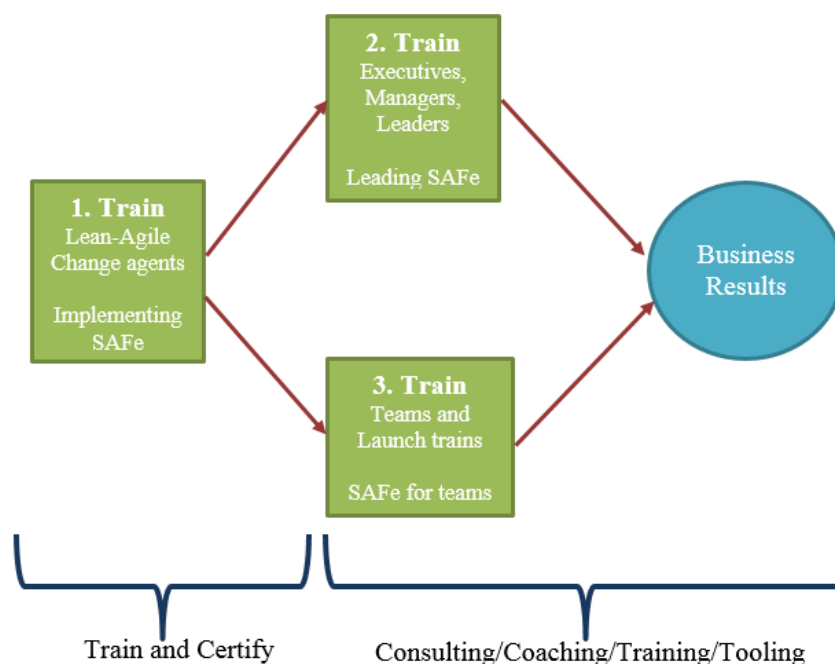 1. Train
Lean-Agile
Change agents
Implementing
SAFe
2. Train
Executives,
Managers,
Leaders
Leading SAFe
3. Train
Teams and
Launch trains
SAFe for teams
Business
Results
Train and Certify
Consulting/Coaching/Training/Tooling